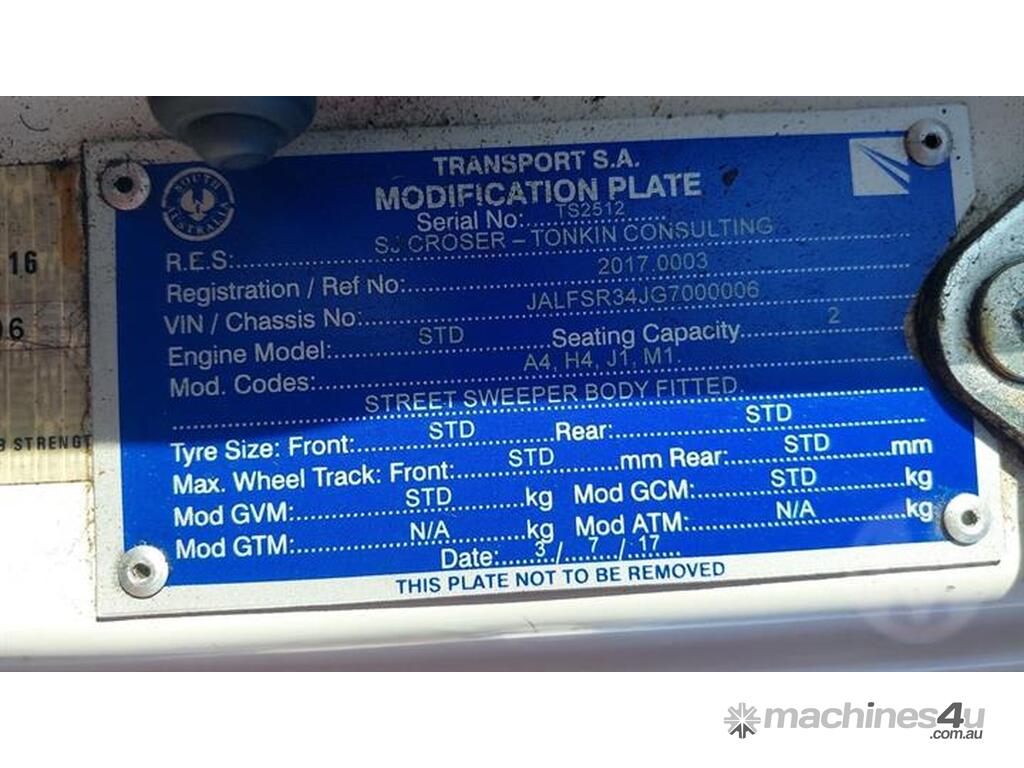 TRANSPORT S.A.
MODIFICATION PLATE
SOUTH AUSTRALIA
Serial No: TS2512
R.E.S: SJ CROSER – TONKIN CONSULTING
Registration / Ref No: 2017.0003
VIN / Chassis No: JALFSR34JG7000006
Engine Model: STD Seating Capacity 2
Mod. Codes: A4, H4, J1, M1.
STREET SWEEPER BODY FITTED.
Tyre Size: Front: STD Rear: STD
Max. Wheel Track: Front: STD mm Rear: STD mm
Mod GVM: STD kg Mod GCM: STD kg
Mod GTM: N/A kg Mod ATM: N/A kg
Date: 3 / 7 / 17
THIS PLATE NOT TO BE REMOVED
16
06
STRENGT
machines4u
.com.au